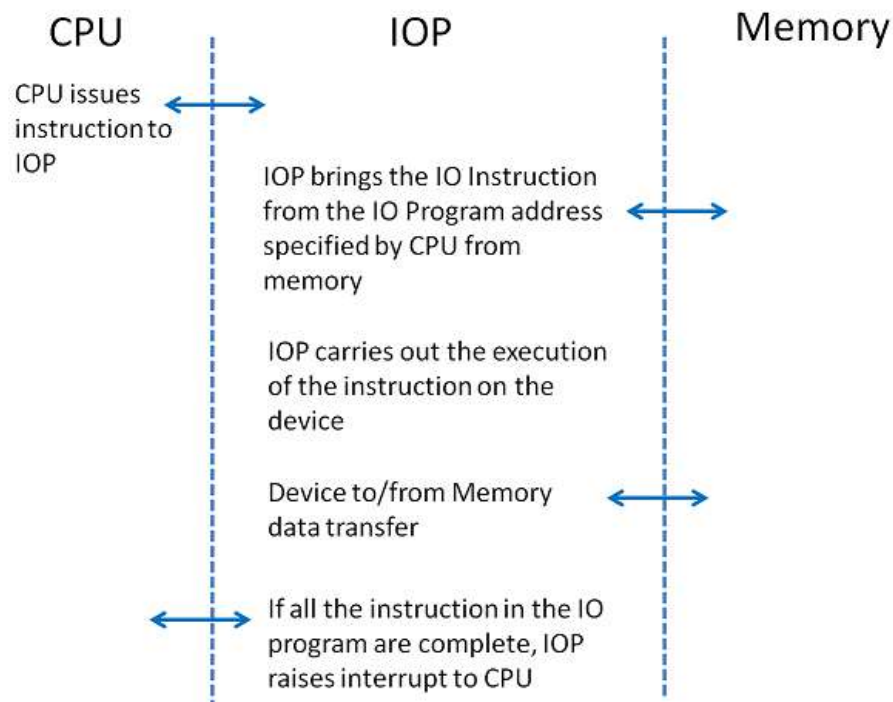 CPU
IOP
Memory
CPU issues
instruction to
IOP
IOP brings the IO Instruction
from the IO Program address
specified by CPU from
memory
IOP carries out the execution
of the instruction on the
device
Device to/from Memory
data transfer
If all the instruction in the IO
program are complete, IOP
raises interrupt to CPU